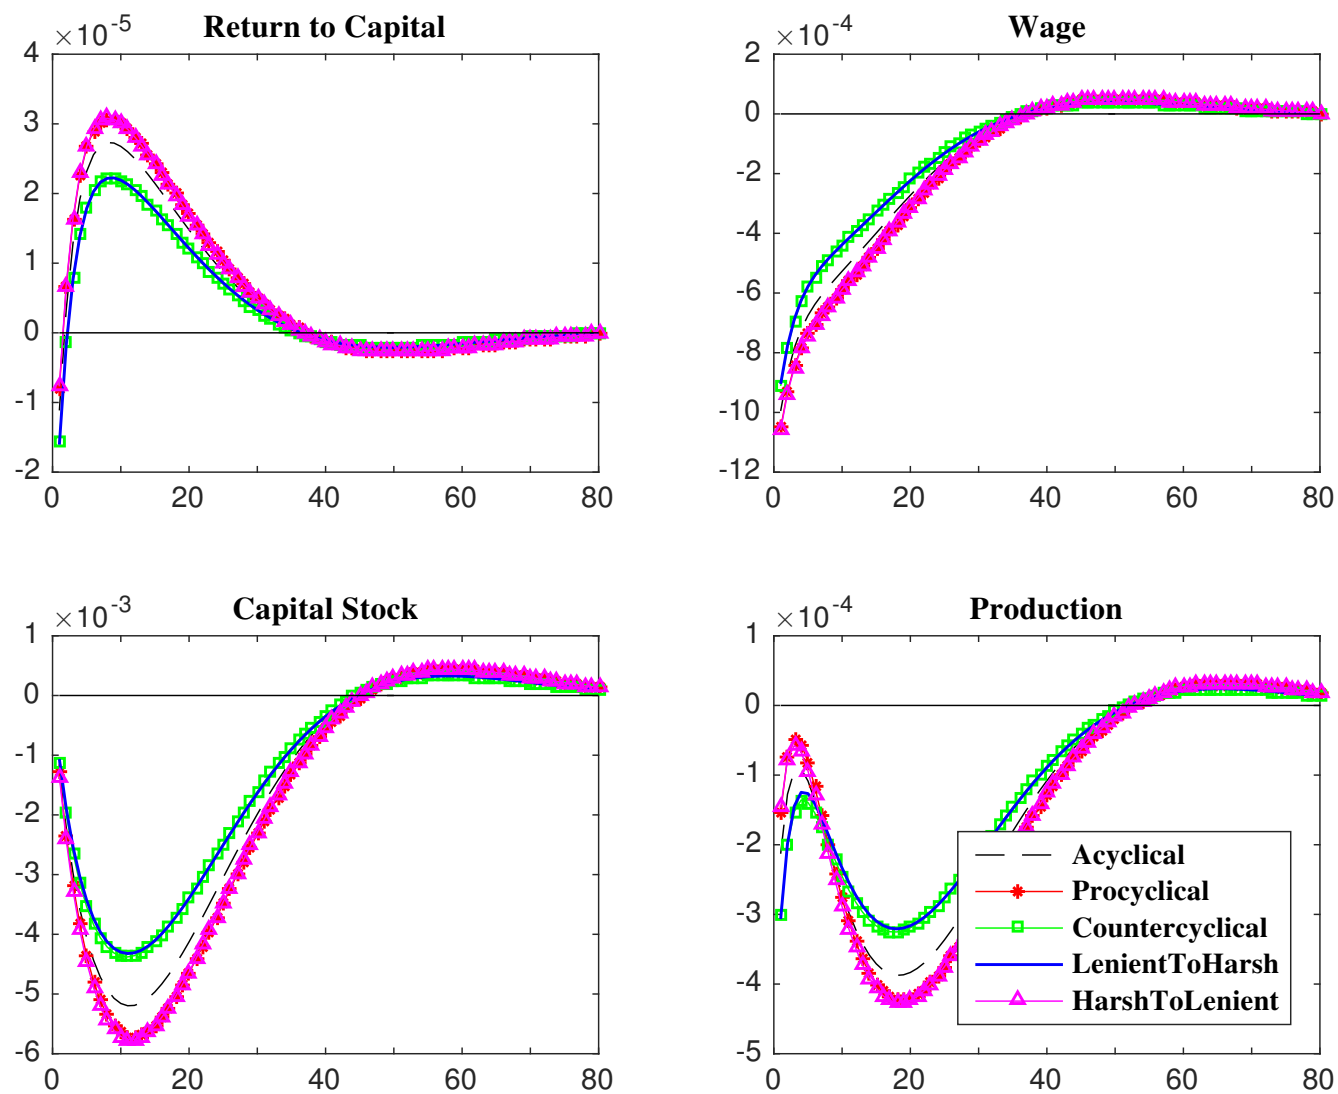 ×10-5
Return to Capital
4
3
2
1
0
-1
-2
0 20 40 60 80
×10-4
Wage
2
0
-2
-4
-6
-8
-10
-12
0 20 40 60 80
×10-3
Capital Stock
1
0
-1
-2
-3
-4
-5
-6
0 20 40 60 80
×10-4
Production
1
0
-1
-2
-3
-4
-5
0 20 40 60 80
Acyclical
Procyclical
Countercyclical
LenientToHarsh
HarshToLenient